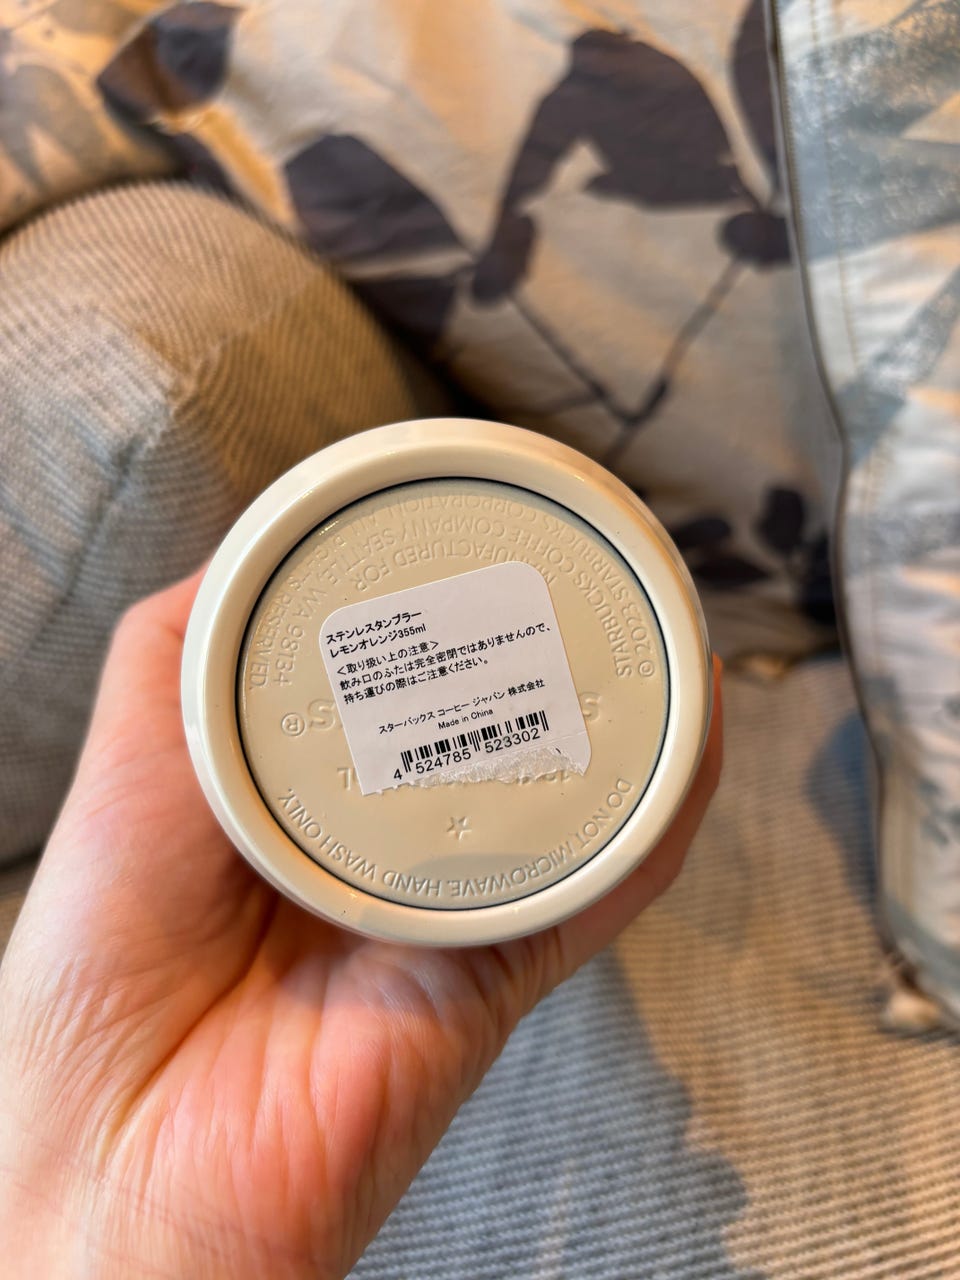 ステンレスタンブラー
レモンオレンジ355ml
＜取り扱い上の注意＞
飲み口のふたは完全密閉ではありませんので、
持ち運びの際はご注意ください。
スターバックス コーヒー ジャパン 株式会社
Made in China
4 524785 523302
© 2023 STARBUCKS CORPORATION. ALL RIGHTS RESERVED.
MANUFACTURED FOR
STARBUCKS COFFEE COMPANY SEATTLE, WA 98134
S S ®
DO NOT MICROWAVE. HAND WASH ONLY.